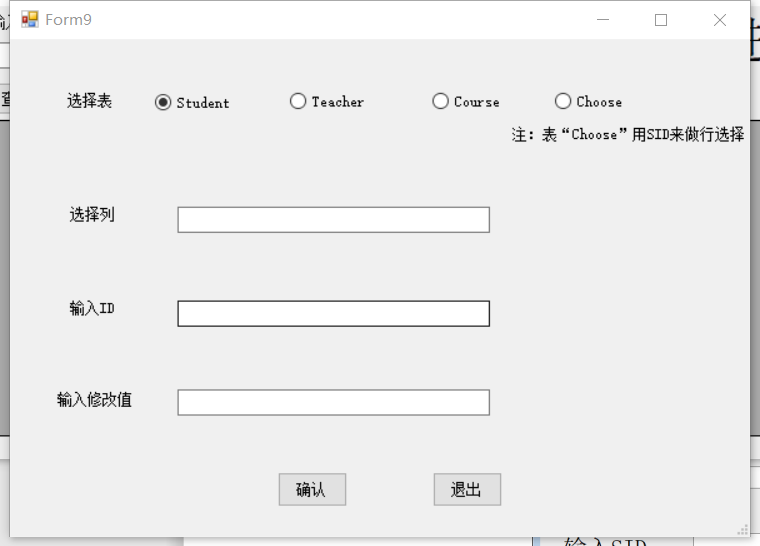 Form9
选择表 Student Teacher Course Choose
注：表“Choose”用SID来做行选择
选择列
输入ID
输入修改值
确认 退出
输入SID